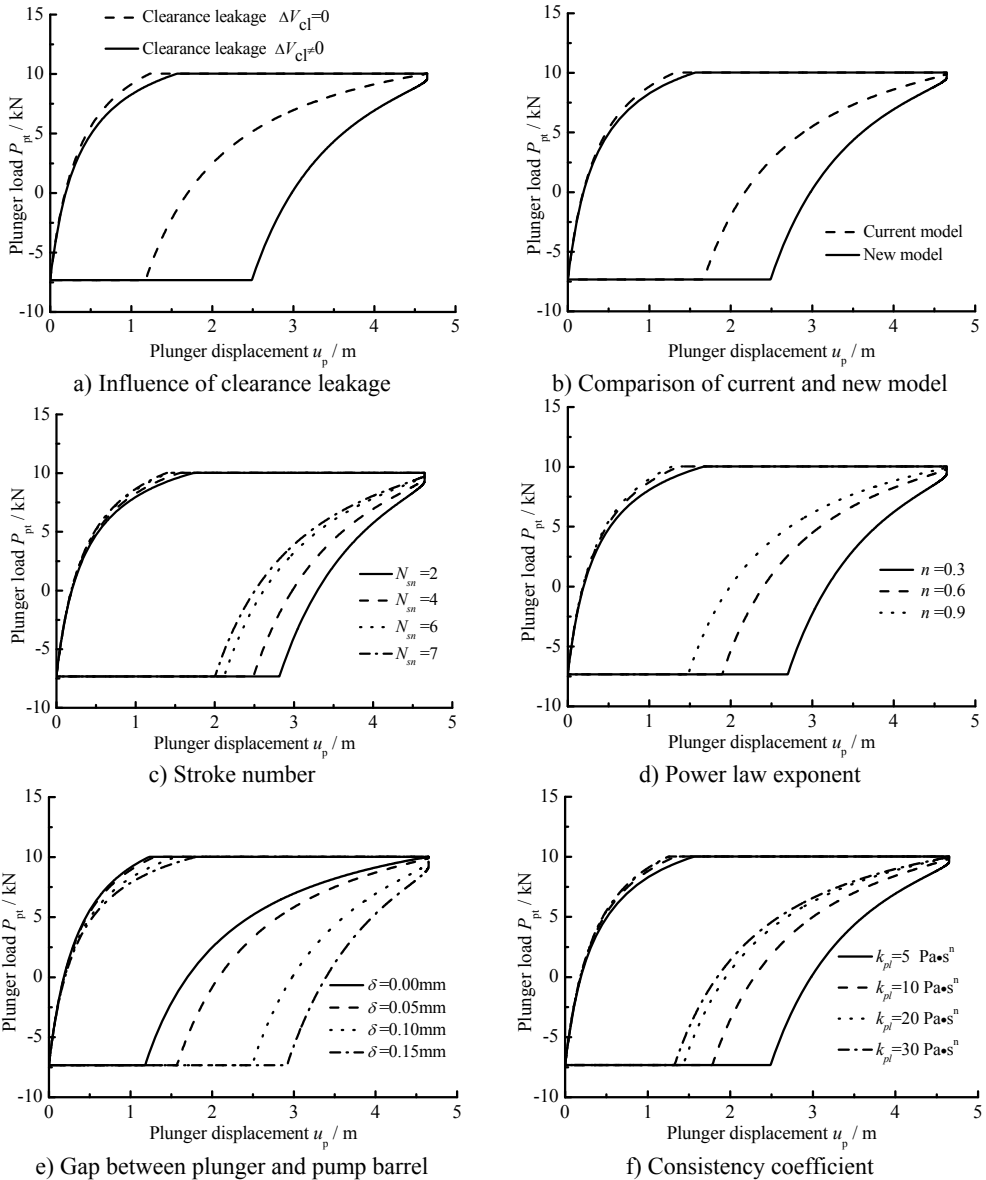 Clearance leakage ΔV_cl=0
Clearance leakage ΔV_cl≠0
15
10
5
0
-5
-10
Plunger load P_pt / kN
0 1 2 3 4 5
Plunger displacement u_p / m
a) Influence of clearance leakage
15
10
5
0
-5
-10
Plunger load P_pt / kN
Current model
New model
0 1 2 3 4 5
Plunger displacement u_p / m
b) Comparison of current and new model
15
10
5
0
-5
-10
Plunger load P_pt / kN
N_sn =2
N_sn =4
N_sn =6
N_sn =7
0 1 2 3 4 5
Plunger displacement u_p / m
c) Stroke number
15
10
5
0
-5
-10
Plunger load P_pt / kN
n =0.3
n =0.6
n =0.9
0 1 2 3 4 5
Plunger displacement u_p / m
d) Power law exponent
15
10
5
0
-5
-10
Plunger load P_pt / kN
δ=0.00mm
δ=0.05mm
δ=0.10mm
δ=0.15mm
0 1 2 3 4 5
Plunger displacement u_p / m
e) Gap between plunger and pump barrel
15
10
5
0
-5
-10
Plunger load P_pt / kN
k_pl=5 Pa•s^n
k_pl=10 Pa•s^n
k_pl=20 Pa•s^n
k_pl=30 Pa•s^n
0 1 2 3 4 5
Plunger displacement u_p / m
f) Consistency coefficient